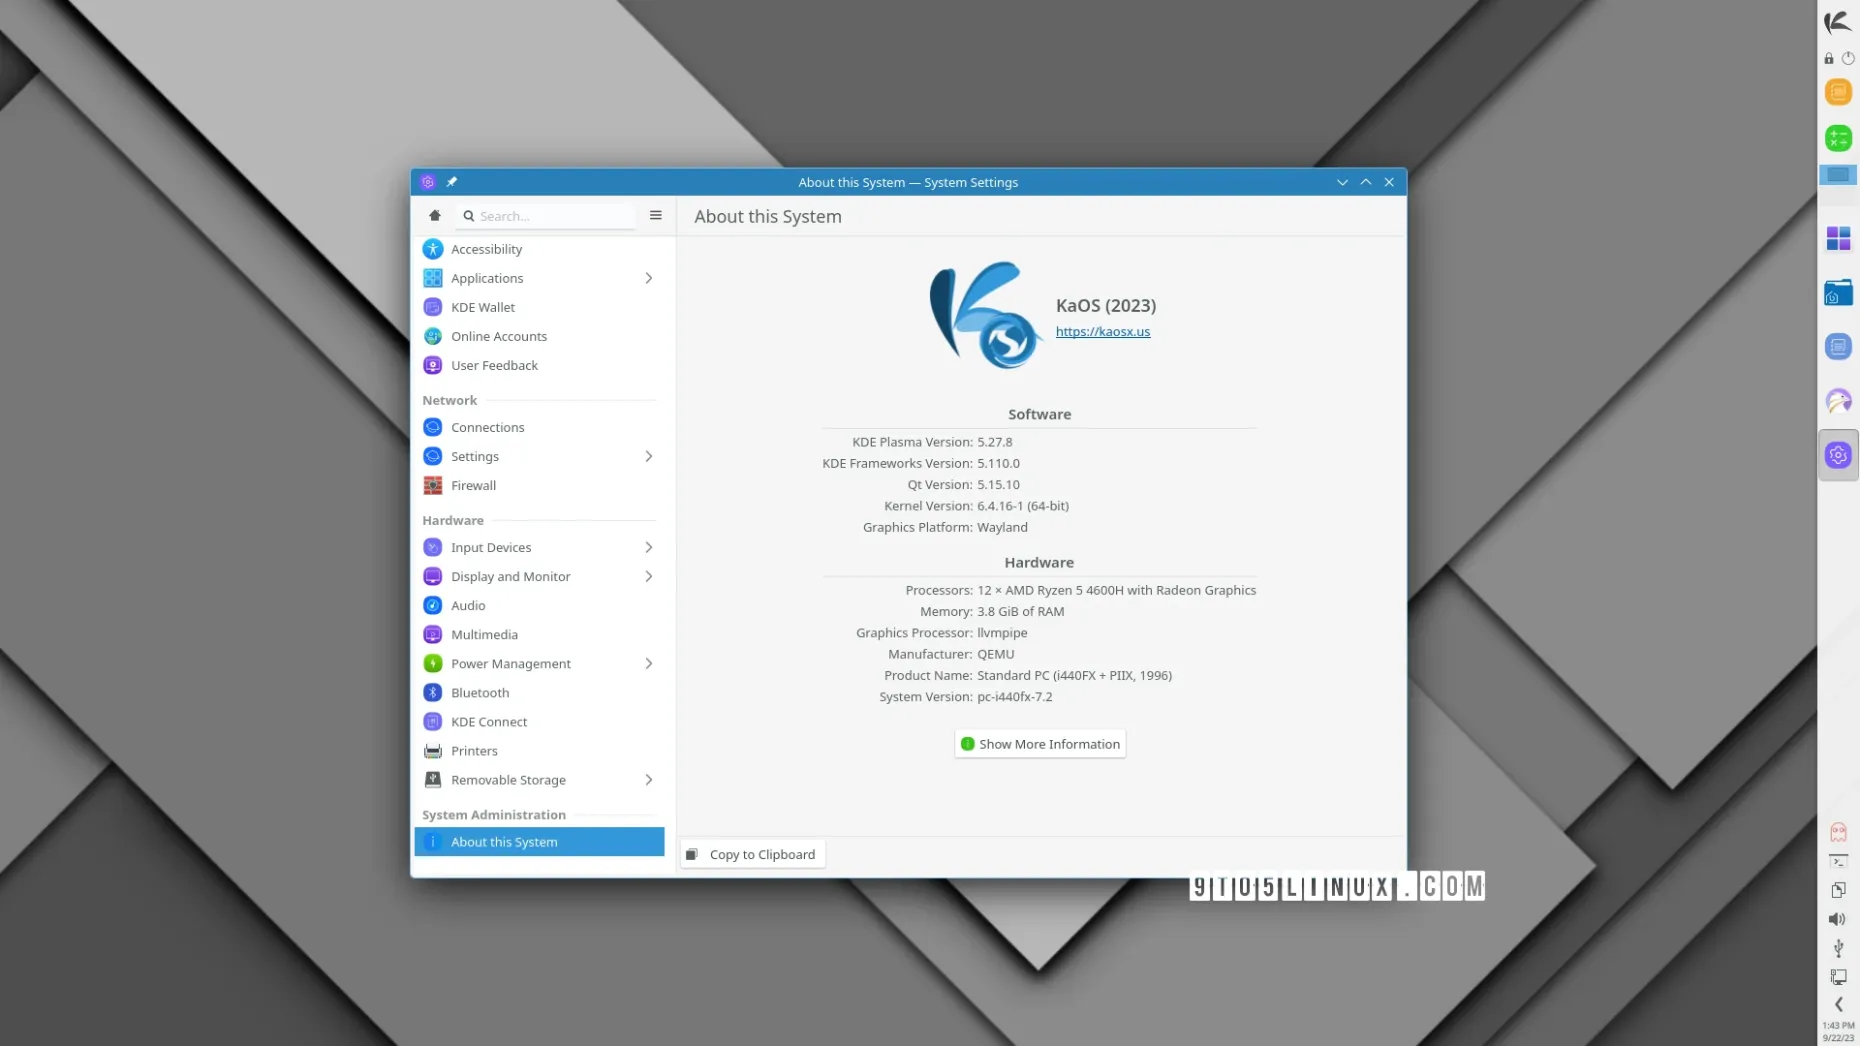 About this System — System Settings
Search...
About this System
Accessibility
Applications
KDE Wallet
Online Accounts
User Feedback
Network
Connections
Settings
Firewall
Hardware
Input Devices
Display and Monitor
Audio
Multimedia
Power Management
Bluetooth
KDE Connect
Printers
Removable Storage
System Administration
About this System
KaOS (2023)
https://kaosx.us
Software
KDE Plasma Version: 5.27.8
KDE Frameworks Version: 5.110.0
Qt Version: 5.15.10
Kernel Version: 6.4.16-1 (64-bit)
Graphics Platform: Wayland
Hardware
Processors: 12 × AMD Ryzen 5 4600H with Radeon Graphics
Memory: 3.8 GiB of RAM
Graphics Processor: llvmpipe
Manufacturer: QEMU
Product Name: Standard PC (i440FX + PIIX, 1996)
System Version: pc-i440fx-7.2
Show More Information
Copy to Clipboard
9TO5LINUX.COM
1:43 PM
9/22/23